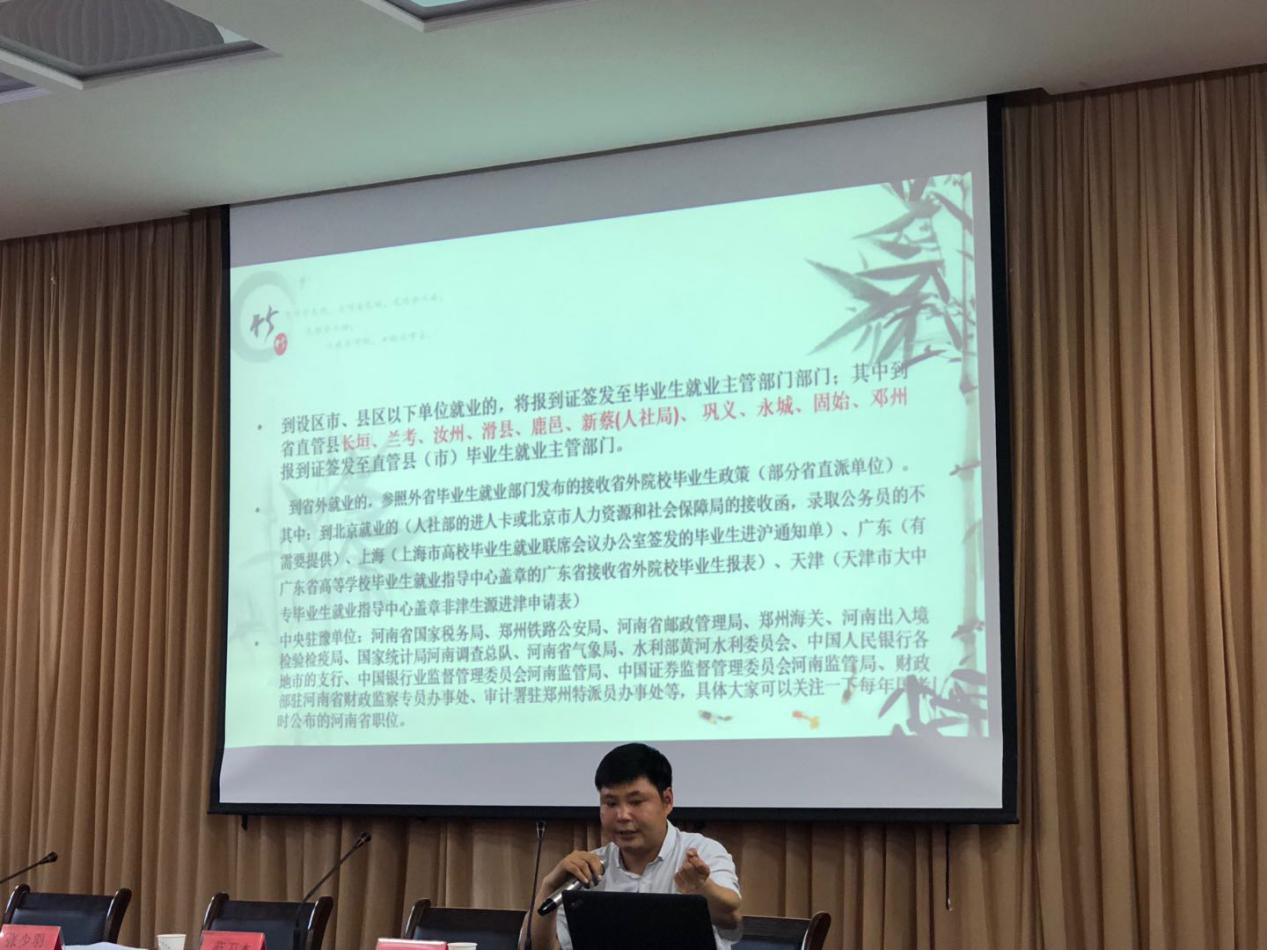 竹
到设区市、县区以下单位就业的，将报到证签发至毕业生就业主管部门部门；其中到
省直管县长垣、兰考、汝州、滑县、鹿邑、新蔡(人社局)、巩义、永城、固始、邓州
报到证签发至直管县（市）毕业生就业主管部门。
到省外就业的，参照外省毕业生就业部门发布的接收省外院校毕业生政策（部分省直派单位）。
其中：到北京就业的（人社部的进人卡或北京市人力资源和社会保障局的接收函，录取公务员的不
需要提供）、上海（上海市高校毕业生就业联席会议办公室签发的毕业生进沪通知单）、广东（有
广东省高等学校毕业生就业指导中心盖章的广东省接收省外院校毕业生报表）、天津（天津市大中
专毕业生就业指导中心盖章非津生源进津申请表）
中央驻豫单位：河南省国家税务局、郑州铁路公安局、河南省邮政管理局、郑州海关、河南出入境
检验检疫局、国家统计局河南调查总队、河南省气象局、水利部黄河水利委员会、中国人民银行各
地市的支行、中国银行业监督管理委员会河南监管局、中国证券监督管理委员会河南监管局、财政
部驻河南省财政监察专员办事处、审计署驻郑州特派员办事处等，具体大家可以关注一下每年国考
时公布的河南省职位。